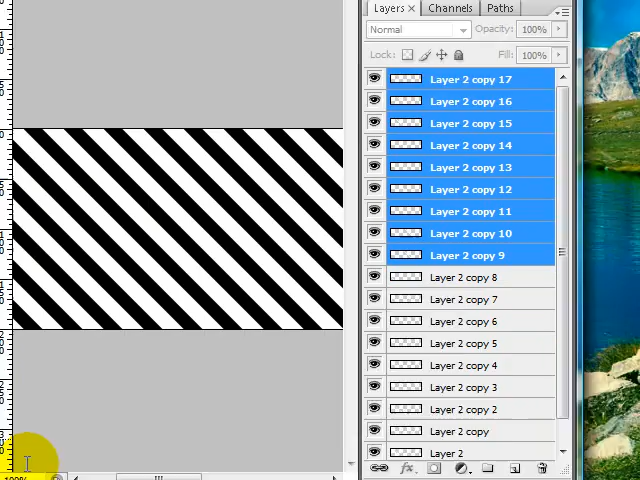 Layers × Channels Paths
Normal Opacity: 100%
Lock: Fill: 100%
Layer 2 copy 17
Layer 2 copy 16
Layer 2 copy 15
Layer 2 copy 14
Layer 2 copy 13
Layer 2 copy 12
Layer 2 copy 11
Layer 2 copy 10
Layer 2 copy 9
Layer 2 copy 8
Layer 2 copy 7
Layer 2 copy 6
Layer 2 copy 5
Layer 2 copy 4
Layer 2 copy 3
Layer 2 copy 2
Layer 2 copy
Layer 2
100%
fx